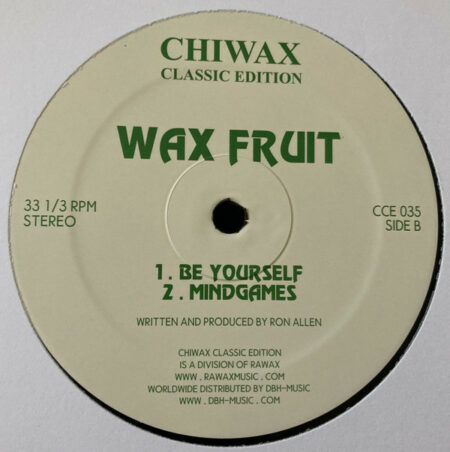 CHIWAX
CLASSIC EDITION
WAX FRUIT
33 1/3 RPM
STEREO
CCE 035
SIDE B
1. BE YOURSELF
2. MINDGAMES
WRITTEN AND PRODUCED BY RON ALLEN
CHIWAX CLASSIC EDITION
IS A DIVISION OF RAWAX
WWW.RAWAXMUSIC.COM
WORLDWIDE DISTRIBUTED BY DBH-MUSIC
WWW.DBH-MUSIC.COM